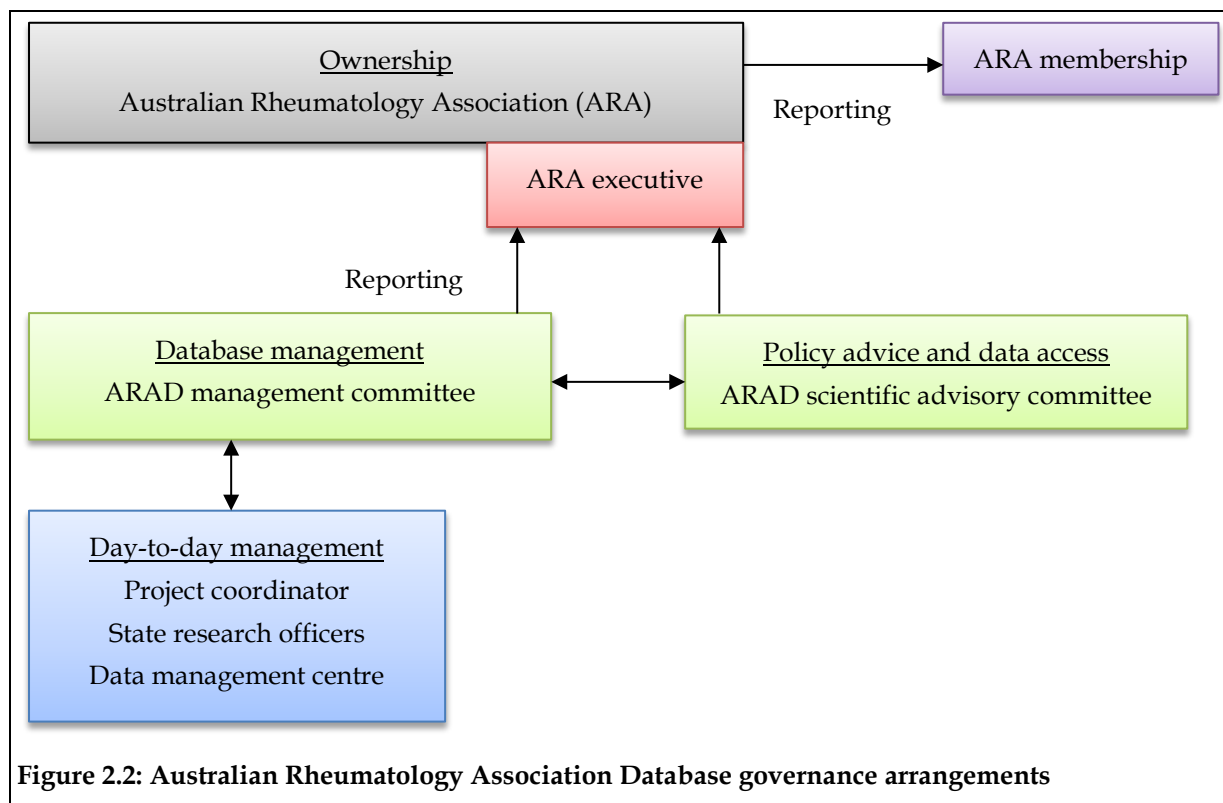 Ownership
Australian Rheumatology Association (ARA)
ARA membership
Reporting
ARA executive
Reporting
Database management
ARAD management committee
Policy advice and data access
ARAD scientific advisory committee
Day-to-day management
Project coordinator
State research officers
Data management centre
Figure 2.2: Australian Rheumatology Association Database governance arrangements